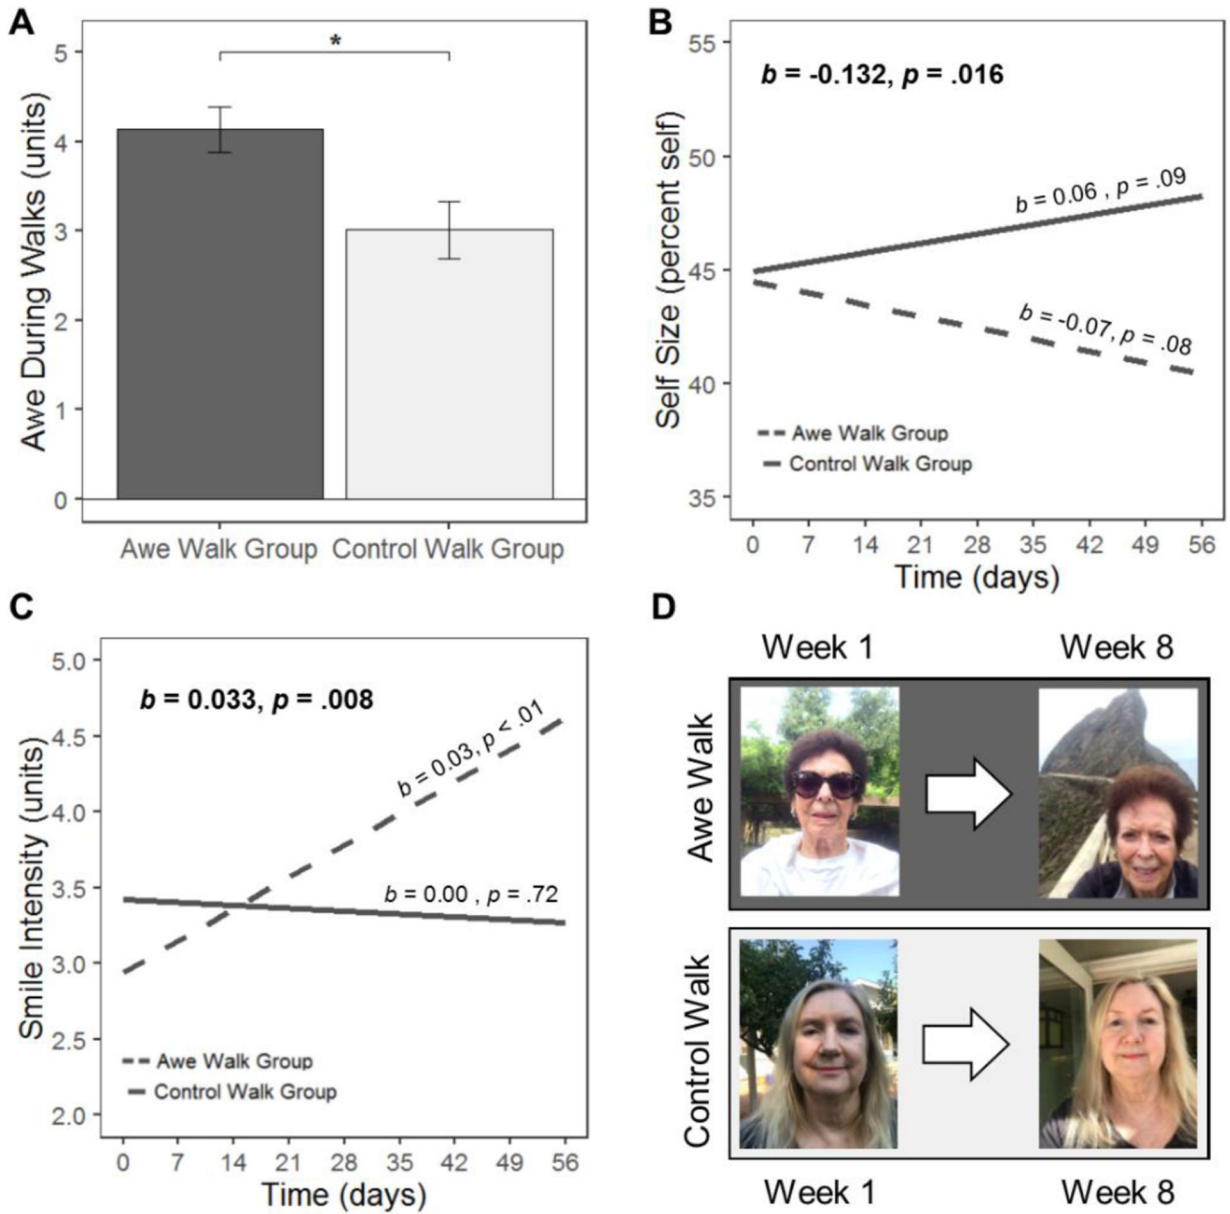 A
*
5
4
3
2
1
0
Awe During Walks (units)
Awe Walk Group Control Walk Group
B
b = -0.132, p = .016
55
50
45
40
35
Self Size (percent self)
b = 0.06 , p = .09
b = -0.07, p = .08
Awe Walk Group
Control Walk Group
0 7 14 21 28 35 42 49 56
Time (days)
C
b = 0.033, p = .008
5.0
4.5
4.0
3.5
3.0
2.5
2.0
Smile Intensity (units)
b = 0.03, p < .01
b = 0.00 , p = .72
Awe Walk Group
Control Walk Group
0 7 14 21 28 35 42 49 56
Time (days)
D
Week 1 Week 8
Awe Walk
Control Walk
Week 1 Week 8